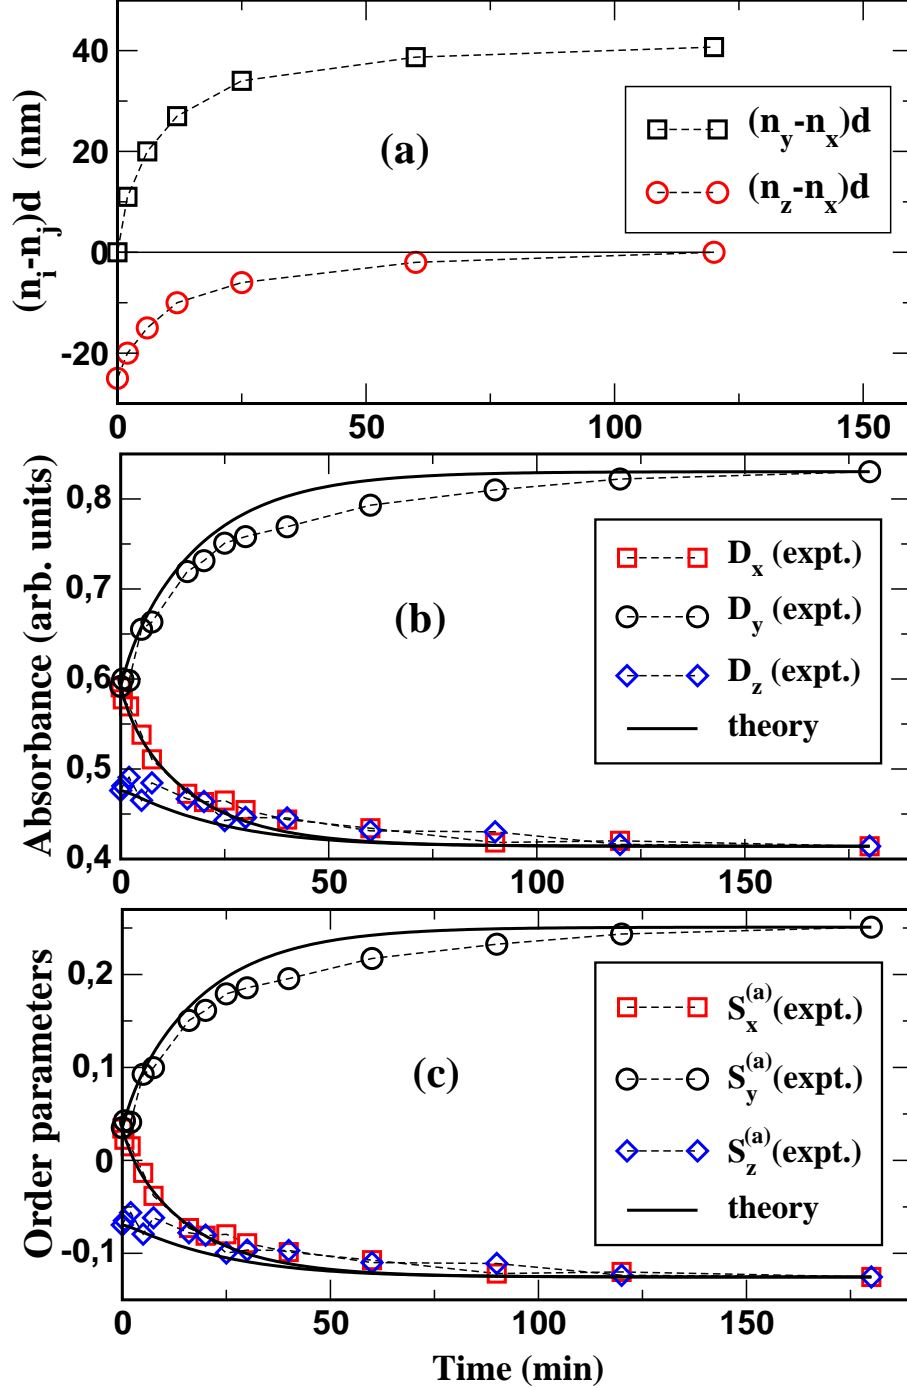 (n_i-n_j)d (nm)
40
20
0
-20
(a)
(n_y-n_x)d
(n_z-n_x)d
0
50
100
150
Absorbance (arb. units)
0,8
0,7
0,6
0,5
0,4
(b)
D_x (expt.)
D_y (expt.)
D_z (expt.)
theory
0
50
100
150
Order parameters
0,2
0,1
0
-0,1
(c)
S_x^(a)(expt.)
S_y^(a)(expt.)
S_z^(a)(expt.)
theory
0
50
100
150
Time (min)